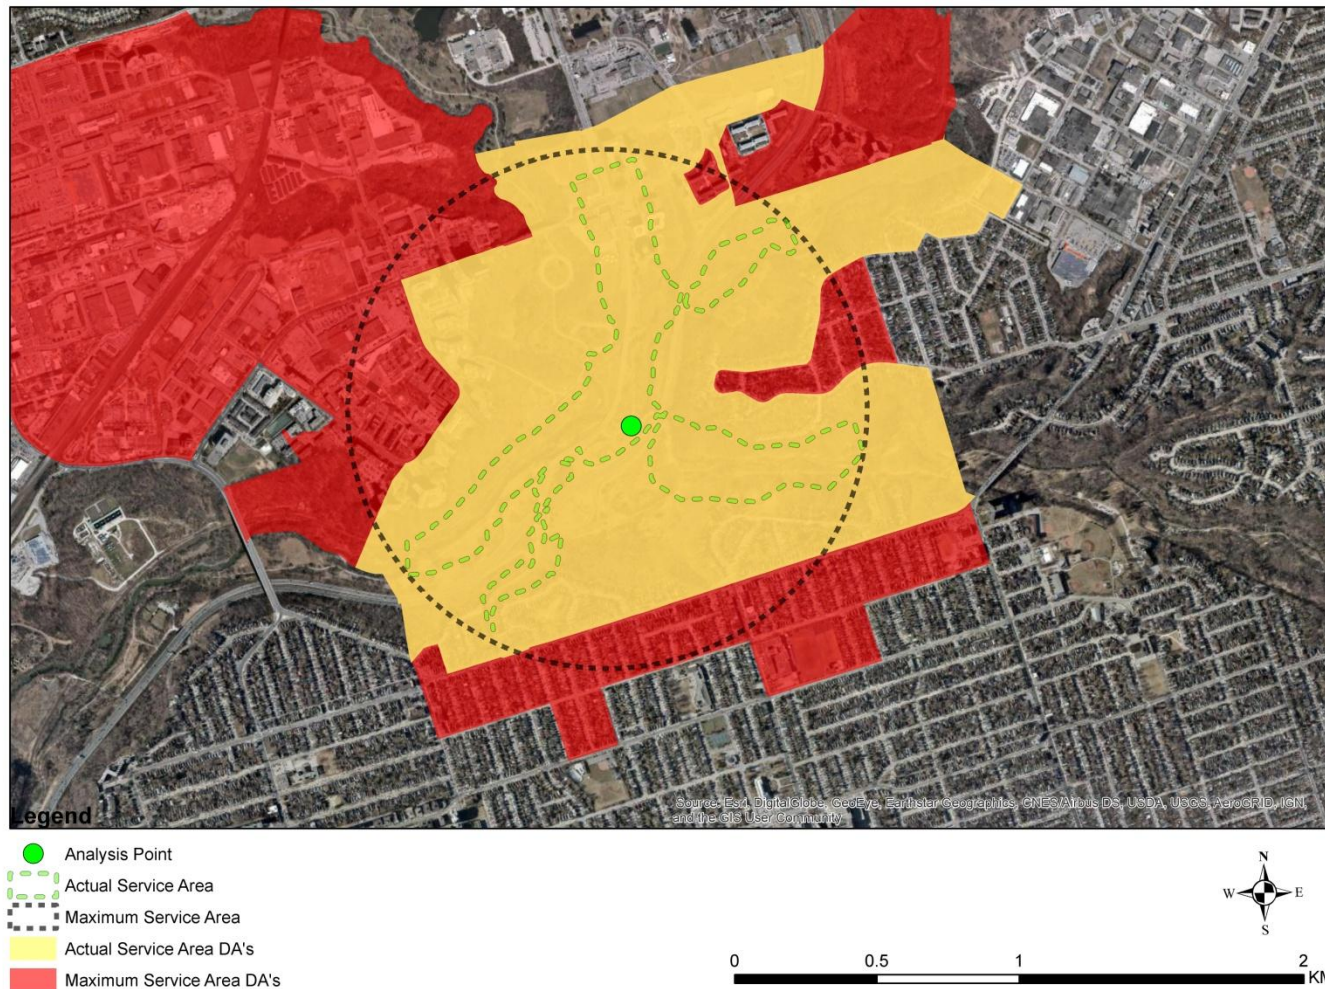 Source: Esri, DigitalGlobe, GeoEye, Earthstar Geographics, CNES/Airbus DS, USDA, USGS, AeroGRID, IGN,
and the GIS User Community
Legend
Analysis Point
Actual Service Area
Maximum Service Area
Actual Service Area DA's
Maximum Service Area DA's
N
W E
S
0 0.5 1 2
KM